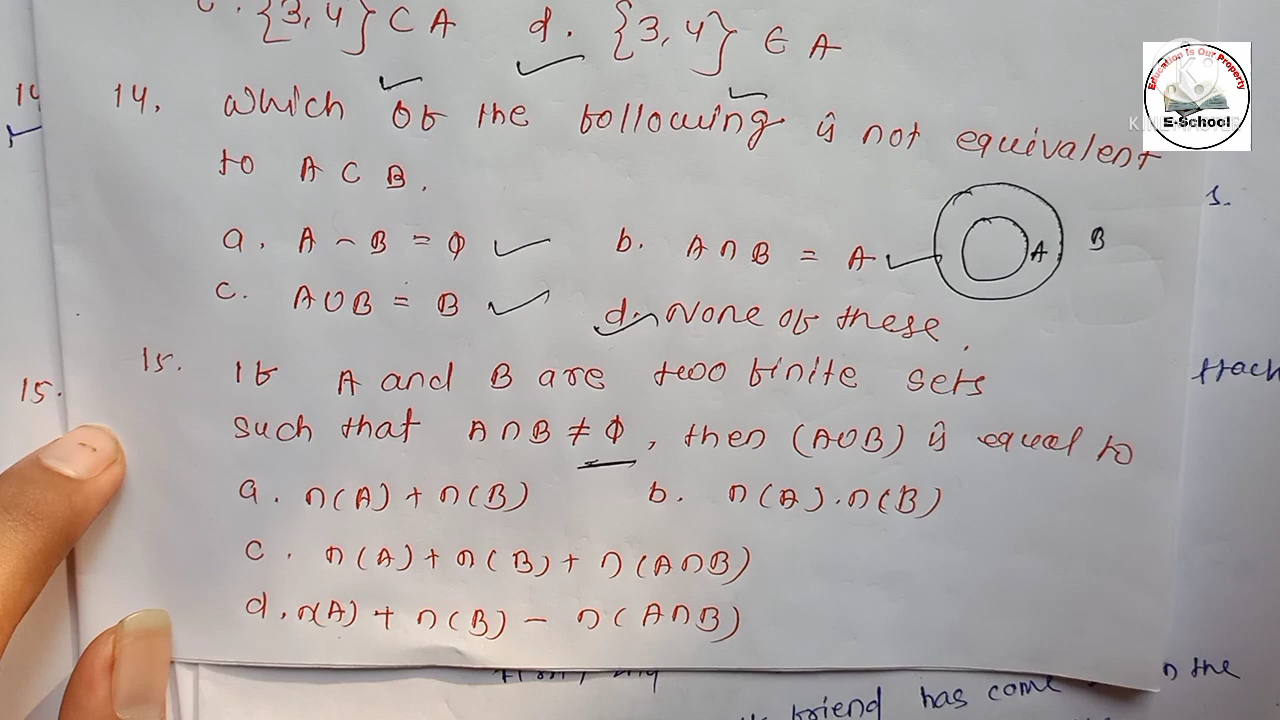 {3,4} ⊂ A d. {3,4} ∈ A
14. Which of the following is not equivalent
to A ⊂ B.
a. A - B = φ b. A ∩ B = A
c. A ∪ B = B d. None of these.
A B
15. If A and B are two finite sets
such that A ∩ B ≠ φ, then (A ∪ B) is equal to
a. n(A) + n(B) b. n(A) . n(B)
c. n(A) + n(B) + n(A ∩ B)
d. n(A) + n(B) - n(A ∩ B)
14
15.
s.
n the
friend has come
Education Is Our Property
E-School